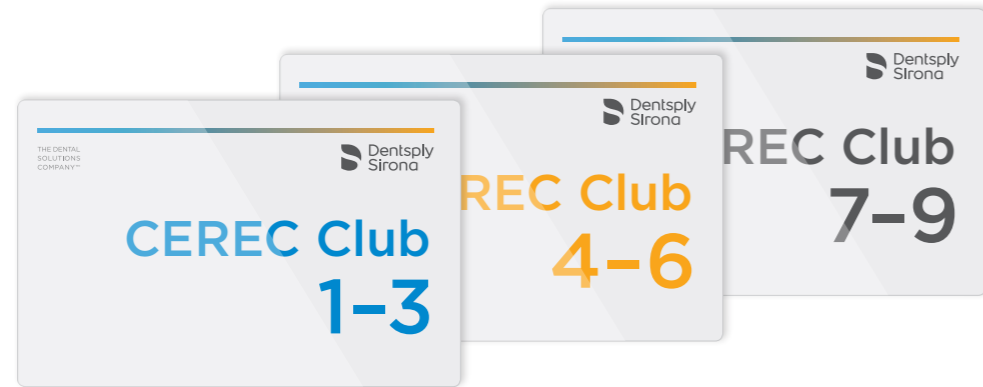 THE DENTAL
SOLUTIONS
COMPANY™
Dentsply
Sirona
CEREC Club
1–3
Dentsply
Sirona
REC Club
4–6
Dentsply
Sirona
REC Club
7–9